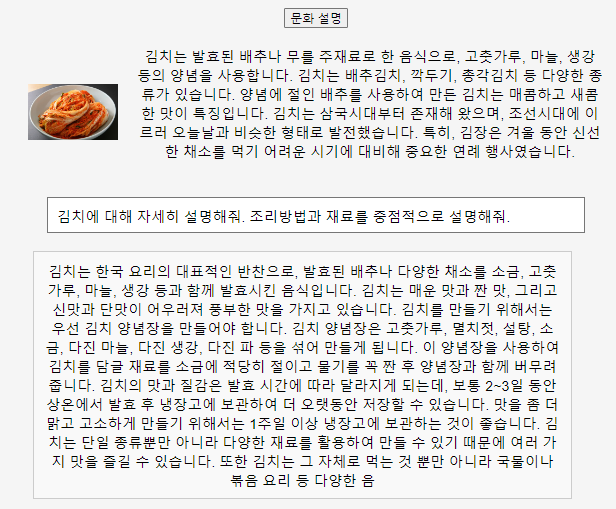 문화 설명
김치는 발효된 배추나 무를 주재료로 한 음식으로, 고춧가루, 마늘, 생강
등의 양념을 사용합니다. 김치는 배추김치, 깍두기, 총각김치 등 다양한 종
류가 있습니다. 양념에 절인 배추를 사용하여 만든 김치는 매콤하고 새콤
한 맛이 특징입니다. 김치는 삼국시대부터 존재해 왔으며, 조선시대에 이
르러 오늘날과 비슷한 형태로 발전했습니다. 특히, 김장은 겨울 동안 신선
한 채소를 먹기 어려운 시기에 대비해 중요한 연례 행사였습니다.
김치에 대해 자세히 설명해줘. 조리방법과 재료를 중점적으로 설명해줘.
김치는 한국 요리의 대표적인 반찬으로, 발효된 배추나 다양한 채소를 소금, 고춧
가루, 마늘, 생강 등과 함께 발효시킨 음식입니다. 김치는 매운 맛과 짠 맛, 그리고
신맛과 단맛이 어우러져 풍부한 맛을 가지고 있습니다. 김치를 만들기 위해서는
우선 김치 양념장을 만들어야 합니다. 김치 양념장은 고춧가루, 멸치젓, 설탕, 소
금, 다진 마늘, 다진 생강, 다진 파 등을 섞어 만들게 됩니다. 이 양념장을 사용하여
김치를 담글 재료를 소금에 적당히 절이고 물기를 꼭 짠 후 양념장과 함께 버무려
줍니다. 김치의 맛과 질감은 발효 시간에 따라 달라지게 되는데, 보통 2~3일 동안
상온에서 발효 후 냉장고에 보관하여 더 오랫동안 저장할 수 있습니다. 맛을 좀 더
맑고 고소하게 만들기 위해서는 1주일 이상 냉장고에 보관하는 것이 좋습니다. 김
치는 단일 종류뿐만 아니라 다양한 재료를 활용하여 만들 수 있기 때문에 여러 가
지 맛을 즐길 수 있습니다. 또한 김치는 그 자체로 먹는 것 뿐만 아니라 국물이나
볶음 요리 등 다양한 음